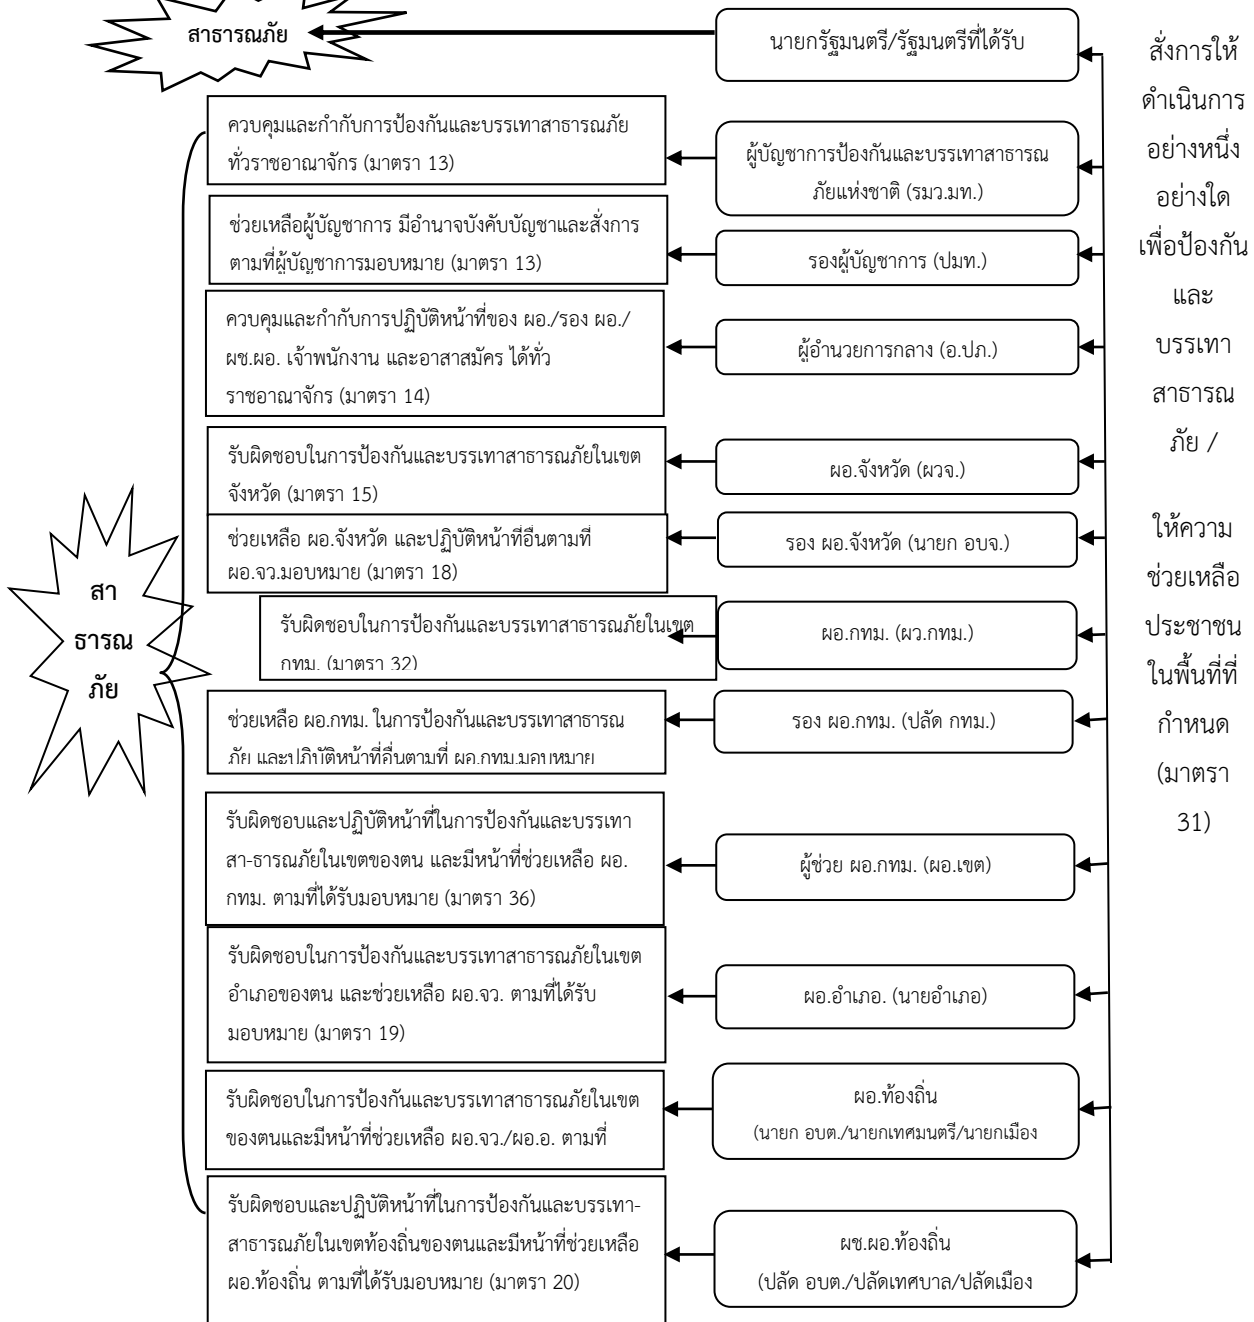 สาธารณภัย
นายกรัฐมนตรี/รัฐมนตรีที่ได้รับ
ควบคุมและกำกับการป้องกันและบรรเทาสาธารณภัย
ทั่วราชอาณาจักร (มาตรา 13)
ผู้บัญชาการป้องกันและบรรเทาสาธารณ
ภัยแห่งชาติ (รมว.มท.)
ช่วยเหลือผู้บัญชาการ มีอำนาจบังคับบัญชาและสั่งการ
ตามที่ผู้บัญชาการมอบหมาย (มาตรา 13)
รองผู้บัญชาการ (ปมท.)
ควบคุมและกำกับการปฏิบัติหน้าที่ของ ผอ./รอง ผอ./
ผช.ผอ. เจ้าพนักงาน และอาสาสมัคร ได้ทั่ว
ราชอาณาจักร (มาตรา 14)
ผู้อำนวยการกลาง (อ.ปภ.)
รับผิดชอบในการป้องกันและบรรเทาสาธารณภัยในเขต
จังหวัด (มาตรา 15)
ผอ.จังหวัด (ผวจ.)
ช่วยเหลือ ผอ.จังหวัด และปฏิบัติหน้าที่อื่นตามที่
ผอ.จว.มอบหมาย (มาตรา 18)
รอง ผอ.จังหวัด (นายก อบจ.)
รับผิดชอบในการป้องกันและบรรเทาสาธารณภัยในเขต
กทม. (มาตรา 32)
ผอ.กทม. (ผว.กทม.)
ช่วยเหลือ ผอ.กทม. ในการป้องกันและบรรเทาสาธารณ
ภัย และปฏิบัติหน้าที่อื่นตามที่ ผอ.กทม.มอบหมาย
รอง ผอ.กทม. (ปลัด กทม.)
รับผิดชอบและปฏิบัติหน้าที่ในการป้องกันและบรรเทา
สา-ธารณภัยในเขตของตน และมีหน้าที่ช่วยเหลือ ผอ.
กทม. ตามที่ได้รับมอบหมาย (มาตรา 36)
ผู้ช่วย ผอ.กทม. (ผอ.เขต)
รับผิดชอบในการป้องกันและบรรเทาสาธารณภัยในเขต
อำเภอของตน และช่วยเหลือ ผอ.จว. ตามที่ได้รับ
มอบหมาย (มาตรา 19)
ผอ.อำเภอ. (นายอำเภอ)
รับผิดชอบในการป้องกันและบรรเทาสาธารณภัยในเขต
ของตนและมีหน้าที่ช่วยเหลือ ผอ.จว./ผอ.อ. ตามที่
ผอ.ท้องถิ่น
(นายก อบต./นายกเทศมนตรี/นายกเมือง
รับผิดชอบและปฏิบัติหน้าที่ในการป้องกันและบรรเทา-
สาธารณภัยในเขตท้องถิ่นของตนและมีหน้าที่ช่วยเหลือ
ผอ.ท้องถิ่น ตามที่ได้รับมอบหมาย (มาตรา 20)
ผช.ผอ.ท้องถิ่น
(ปลัด อบต./ปลัดเทศบาล/ปลัดเมือง
สา
ธารณ
ภัย
สั่งการให้
ดำเนินการ
อย่างหนึ่ง
อย่างใด
เพื่อป้องกัน
และ
บรรเทา
สาธารณ
ภัย /
ให้ความ
ช่วยเหลือ
ประชาชน
ในพื้นที่ที่
กำหนด
(มาตรา
31)